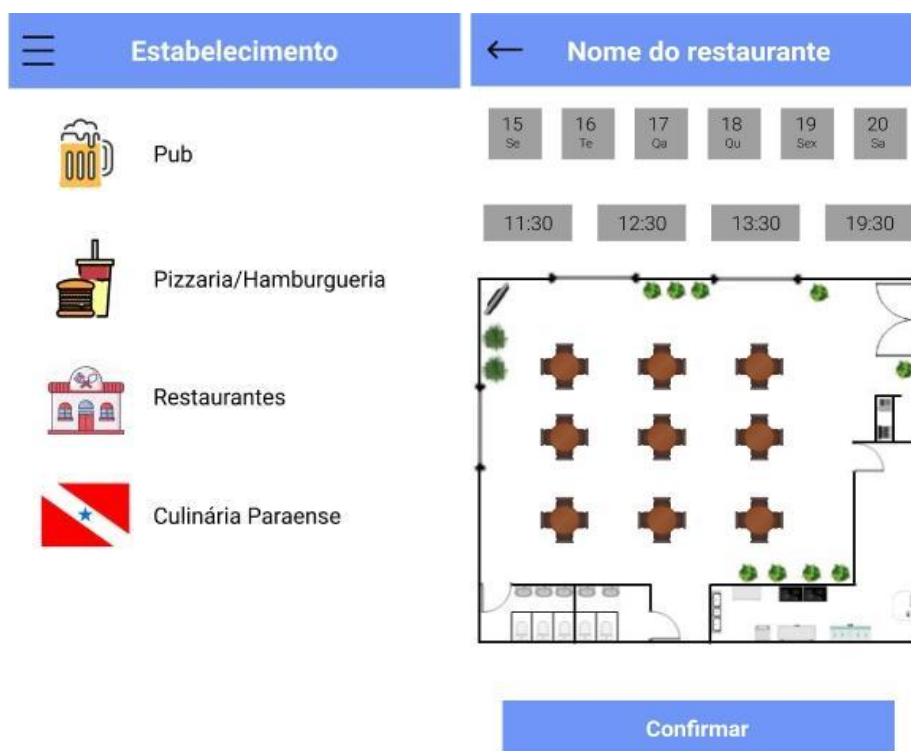 Estabelecimento
Pub
Pizzaria/Hamburgueria
Restaurantes
Culinária Paraense
Nome do restaurante
15 16 17 18 19 20
Se Te Qa Qu Sex Sa
11:30 12:30 13:30 19:30
Confirmar